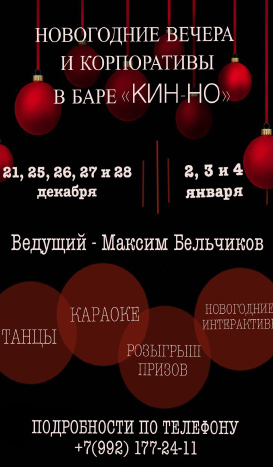 НОВОГОДНИЕ ВЕЧЕРА
И КОРПОРАТИВЫ
В БАРЕ «КИН-НО»
21, 25, 26, 27 и 28
декабря
2, 3 и 4
января
Ведущий - Максим Бельчиков
ТАНЦЫ
КАРАОКЕ
РОЗЫГРЫШ
ПРИЗОВ
НОВОГОДНИЕ
ИНТЕРАКТИВЫ
ПОДРОБНОСТИ ПО ТЕЛЕФОНУ
+7(992) 177-24-11